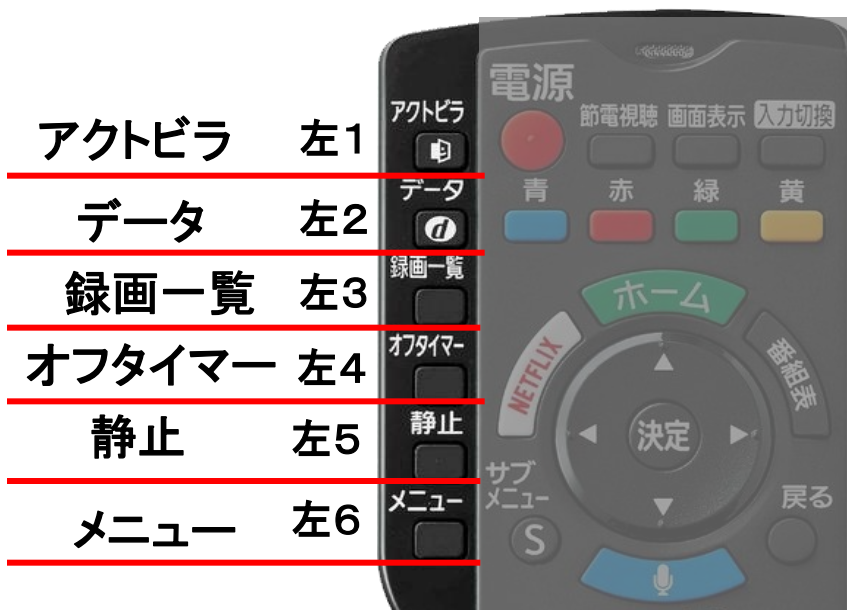 電源
アクトビラ 左1 アクトビラ 節電視聴 画面表示 入力切換
データ 左2 データ 青 赤 緑 黄
d
録画一覧 左3 録画一覧
ホーム
オフタイマー 左4 オフタイマー NETFLIX 番組表
静止 左5 静止 決定
サブ
メニュー 戻る
メニュー 左6 メニュー
S